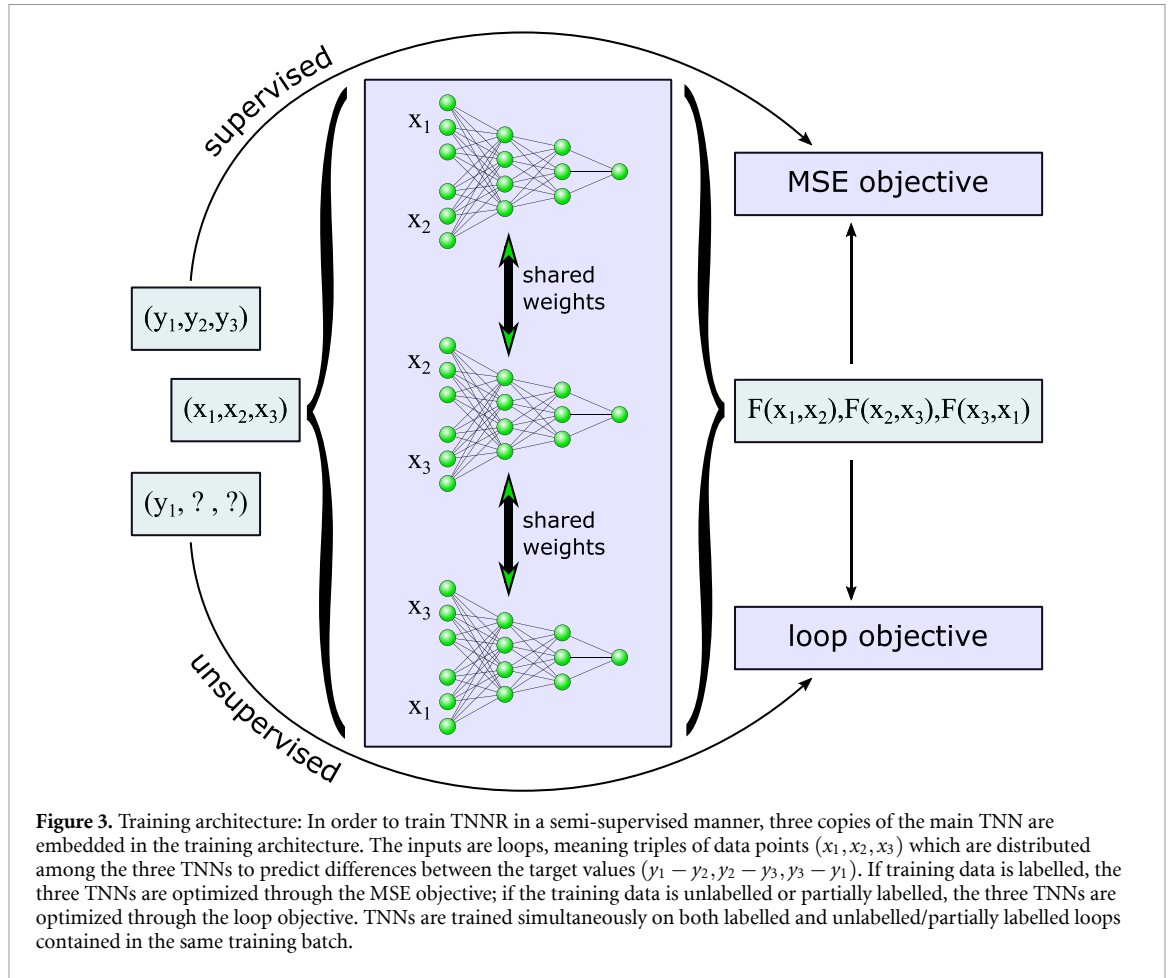 supervised
x₁
x₂
MSE objective
shared
weights
(y₁,y₂,y₃)
x₂
(x₁,x₂,x₃)
F(x₁,x₂),F(x₂,x₃),F(x₃,x₁)
x₃
(y₁, ? , ?)
shared
weights
x₃
loop objective
x₁
unsupervised
Figure 3. Training architecture: In order to train TNNR in a semi-supervised manner, three copies of the main TNN are
embedded in the training architecture. The inputs are loops, meaning triples of data points (x₁,x₂,x₃) which are distributed
among the three TNNs to predict differences between the target values (y₁ − y₂,y₂ − y₃,y₃ − y₁). If training data is labelled, the
three TNNs are optimized through the MSE objective; if the training data is unlabelled or partially labelled, the three TNNs are
optimized through the loop objective. TNNs are trained simultaneously on both labelled and unlabelled/partially labelled loops
contained in the same training batch.